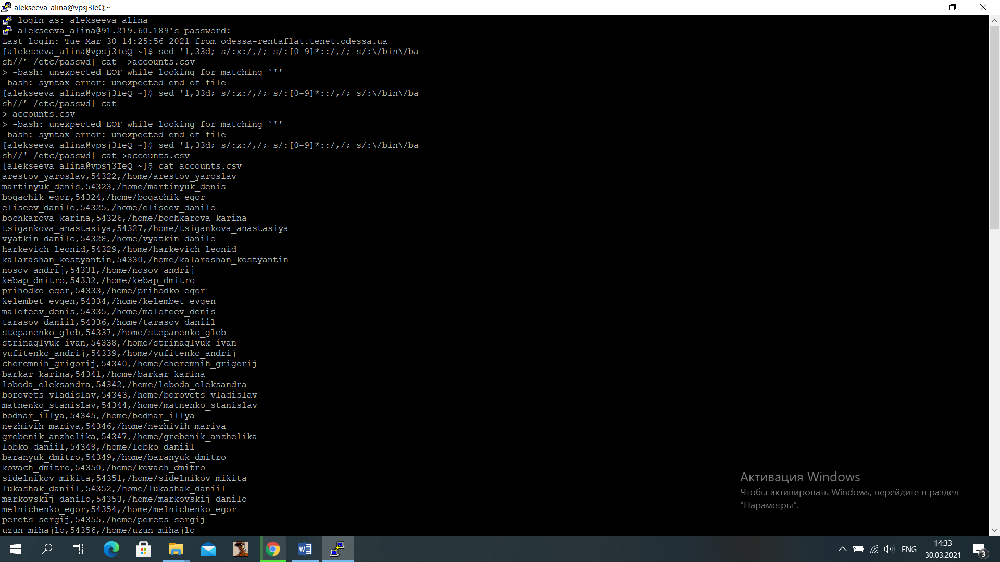 alekseeva_alina@vpsj3IeQ:~
login as: alekseeva_alina
alekseeva_alina@91.219.60.189's password:
Last login: Tue Mar 30 14:25:56 2021 from odessa-rentaflat.tenet.odessa.ua
[alekseeva_alina@vpsj3IeQ ~]$ sed '1,33d; s/:x:/,/; s/:[0-9]*::/,/; s/:\/bin\/ba
sh//’ /etc/passwd| cat  >accounts.csv
> -bash: unexpected EOF while looking for matching `''
-bash: syntax error: unexpected end of file
[alekseeva_alina@vpsj3IeQ ~]$ sed '1,33d; s/:x:/,/; s/:[0-9]*::/,/; s/:\/bin\/ba
sh//’ /etc/passwd| cat
> accounts.csv
> -bash: unexpected EOF while looking for matching `''
-bash: syntax error: unexpected end of file
[alekseeva_alina@vpsj3IeQ ~]$ sed '1,33d; s/:x:/,/; s/:[0-9]*::/,/; s/:\/bin\/ba
sh//' /etc/passwd| cat >accounts.csv
[alekseeva_alina@vpsj3IeQ ~]$ cat accounts.csv
arestov_yaroslav,54322,/home/arestov_yaroslav
martinyuk_denis,54323,/home/martinyuk_denis
bogachik_egor,54324,/home/bogachik_egor
eliseev_danilo,54325,/home/eliseev_danilo
bochkarova_karina,54326,/home/bochkarova_karina
tsigankova_anastasiya,54327,/home/tsigankova_anastasiya
vyatkin_danilo,54328,/home/vyatkin_danilo
harkevich_leonid,54329,/home/harkevich_leonid
kalarashan_kostyantin,54330,/home/kalarashan_kostyantin
nosov_andrij,54331,/home/nosov_andrij
kebap_dmitro,54332,/home/kebap_dmitro
prihodko_egor,54333,/home/prihodko_egor
kelembet_evgen,54334,/home/kelembet_evgen
malofeev_denis,54335,/home/malofeev_denis
tarasov_daniil,54336,/home/tarasov_daniil
stepanenko_gleb,54337,/home/stepanenko_gleb
strinaglyuk_ivan,54338,/home/strinaglyuk_ivan
yufitenko_andrij,54339,/home/yufitenko_andrij
cheremnih_grigorij,54340,/home/cheremnih_grigorij
barkar_karina,54341,/home/barkar_karina
loboda_oleksandra,54342,/home/loboda_oleksandra
borovets_vladislav,54343,/home/borovets_vladislav
matnenko_stanislav,54344,/home/matnenko_stanislav
bodnar_illya,54345,/home/bodnar_illya
nezhivih_mariya,54346,/home/nezhivih_mariya
grebenik_anzhelika,54347,/home/grebenik_anzhelika
lobko_daniil,54348,/home/lobko_daniil
baranyuk_dmitro,54349,/home/baranyuk_dmitro
kovach_dmitro,54350,/home/kovach_dmitro
sidelnikov_mikita,54351,/home/sidelnikov_mikita
lukashak_daniil,54352,/home/lukashak_daniil
markovskij_danilo,54353,/home/markovskij_danilo
melnichenko_egor,54354,/home/melnichenko_egor
perets_sergij,54355,/home/perets_sergij
uzun_mihajlo,54356,/home/uzun_mihajlo
Активация Windows
Чтобы активировать Windows, перейдите в раздел
"Параметры".
ENG
14:33
30.03.2021
3